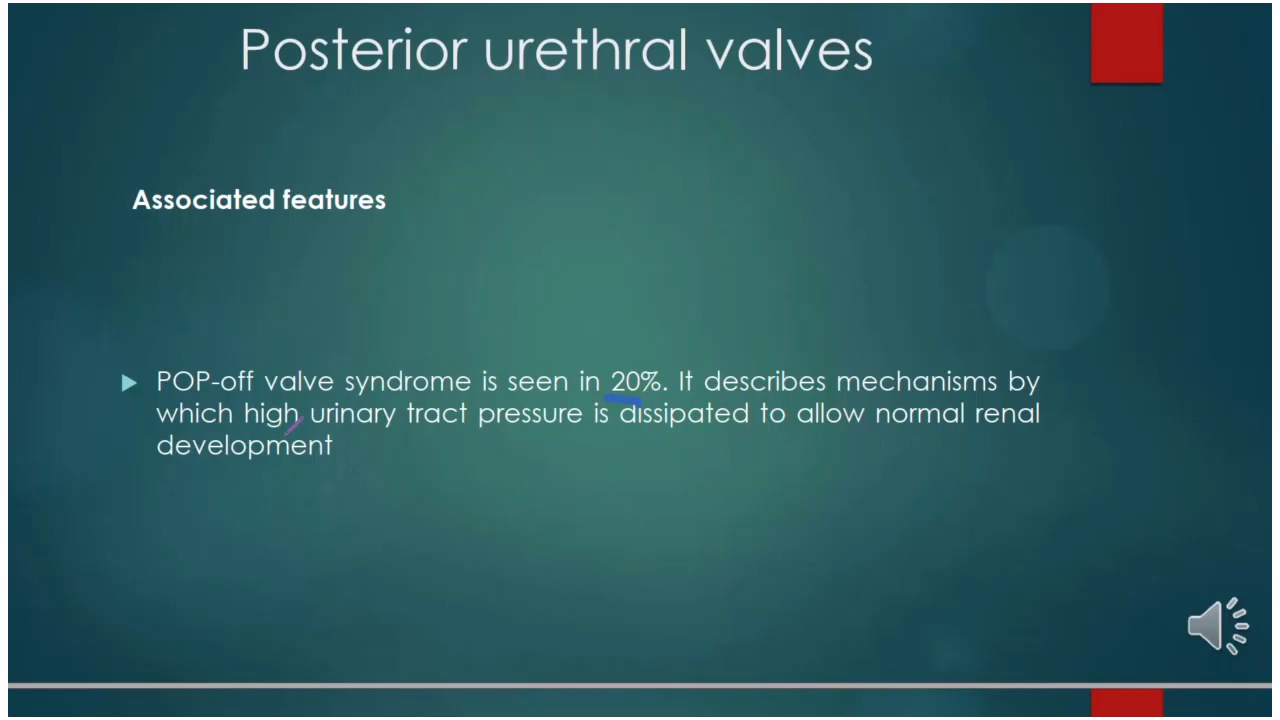 Posterior urethral valves
Associated features
POP-off valve syndrome is seen in 20%. It describes mechanisms by
which high urinary tract pressure is dissipated to allow normal renal
development